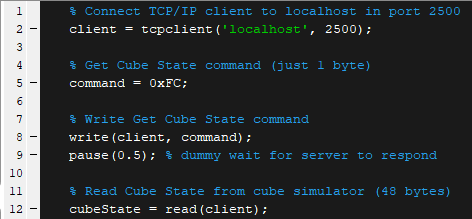 1 % Connect TCP/IP client to localhost in port 2500
2 – client = tcpclient('localhost', 2500);
3
4 % Get Cube State command (just 1 byte)
5 – command = 0xFC;
6
7 % Write Get Cube State command
8 – write(client, command);
9 – pause(0.5); % dummy wait for server to respond
10
11 % Read Cube State from cube simulator (48 bytes)
12 – cubeState = read(client);